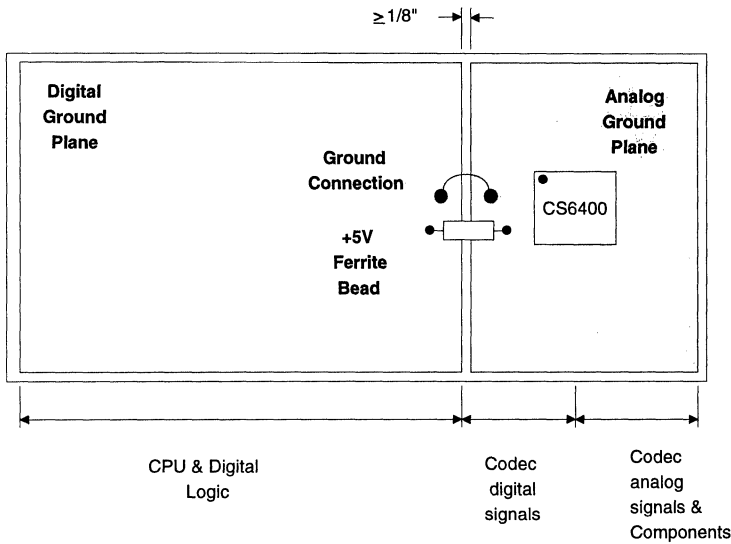 ≥ 1/8"
Digital
Ground
Plane
Analog
Ground
Plane
Ground
Connection
CS6400
+5V
Ferrite
Bead
CPU & Digital
Logic
Codec
digital
signals
Codec
analog
signals &
Components